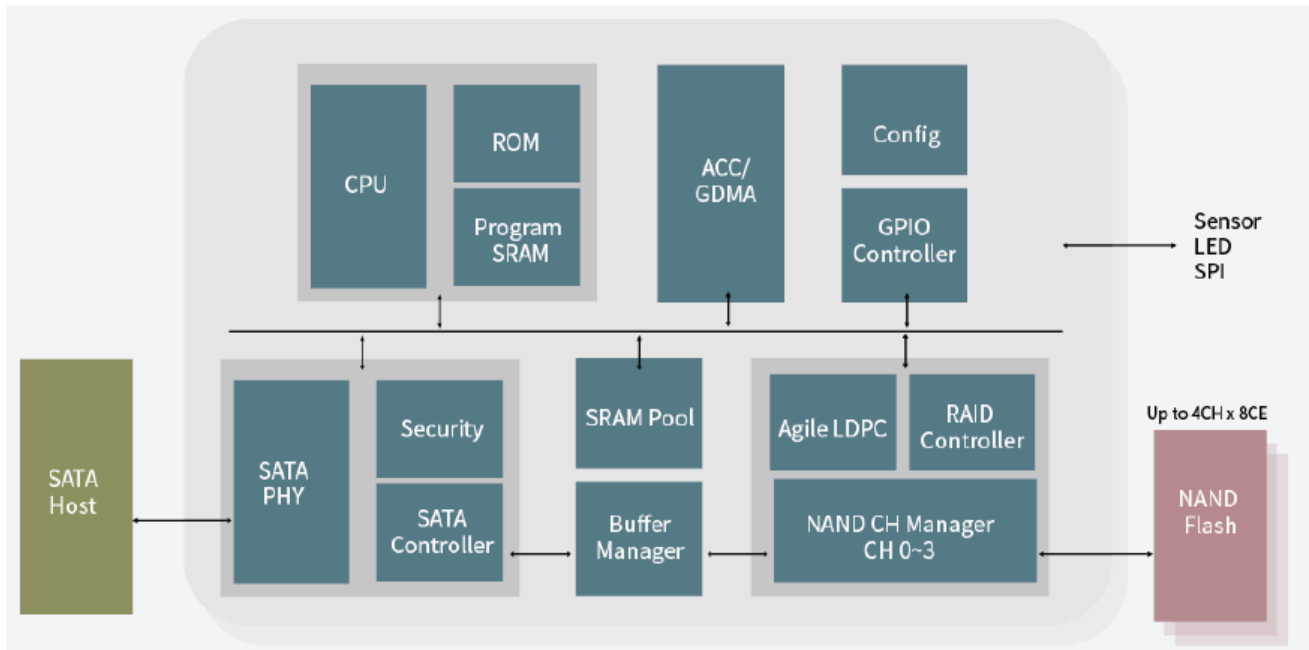 CPU
ROM
Program
SRAM
ACC/
GDMA
Config
GPIO
Controller
Sensor
LED
SPI
SATA
Host
SATA
PHY
Security
SATA
Controller
SRAM Pool
Buffer
Manager
Agile LDPC
RAID
Controller
NAND CH Manager
CH 0~3
Up to 4CH x 8CE
NAND
Flash